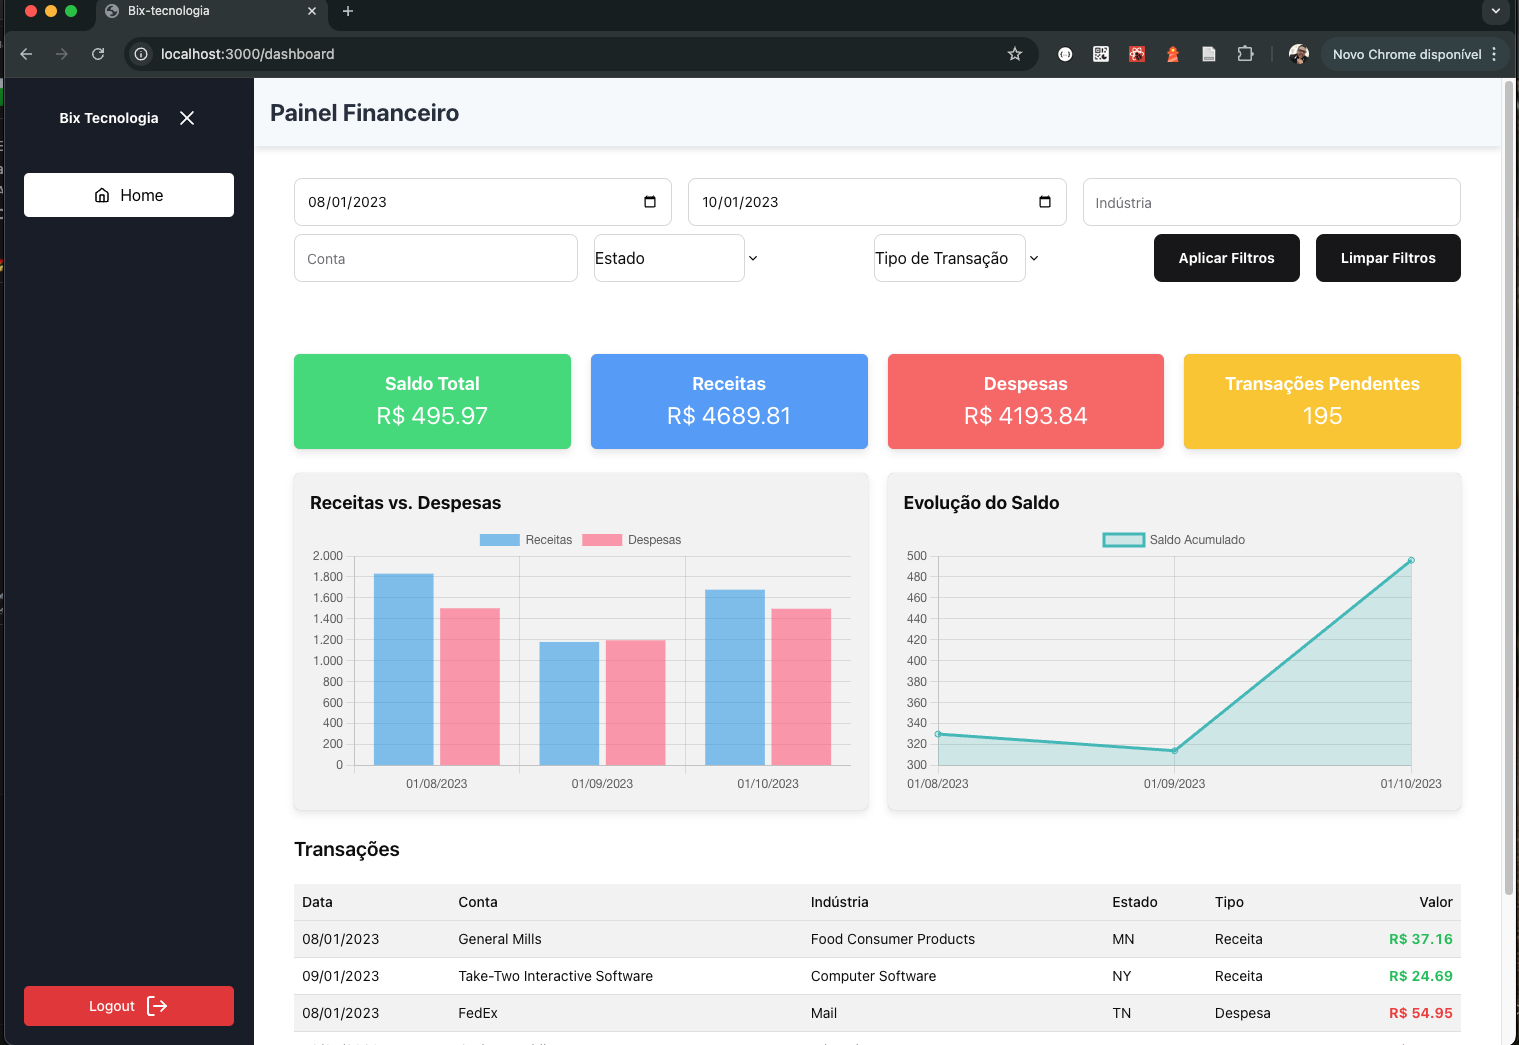 Bix-tecnologia
localhost:3000/dashboard
Novo Chrome disponível
Bix Tecnologia
Home
Logout
Painel Financeiro
08/01/2023 10/01/2023 Indústria
Conta Estado Tipo de Transação Aplicar Filtros Limpar Filtros
Saldo Total
R$ 495.97
Receitas
R$ 4689.81
Despesas
R$ 4193.84
Transações Pendentes
195
Receitas vs. Despesas
Receitas Despesas
2.000
1.800
1.600
1.400
1.200
1.000
800
600
400
200
0
01/08/2023 01/09/2023 01/10/2023
Evolução do Saldo
Saldo Acumulado
500
480
460
440
420
400
380
360
340
320
300
01/08/2023 01/09/2023 01/10/2023
Transações
Data Conta Indústria Estado Tipo Valor
08/01/2023 General Mills Food Consumer Products MN Receita R$ 37.16
09/01/2023 Take-Two Interactive Software Computer Software NY Receita R$ 24.69
08/01/2023 FedEx Mail TN Despesa R$ 54.95